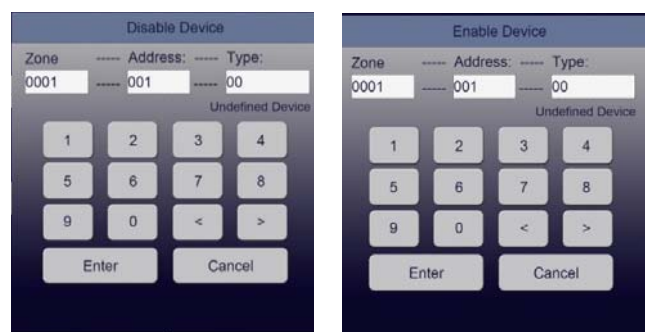 Disable Device
Zone ----- Address: ----- Type:
0001 ----- 001 ----- 00
Undefined Device
1 2 3 4
5 6 7 8
9 0 < >
Enter Cancel
Enable Device
Zone ----- Address: ----- Type:
0001 ----- 001 ----- 00
Undefined Device
1 2 3 4
5 6 7 8
9 0 < >
Enter Cancel